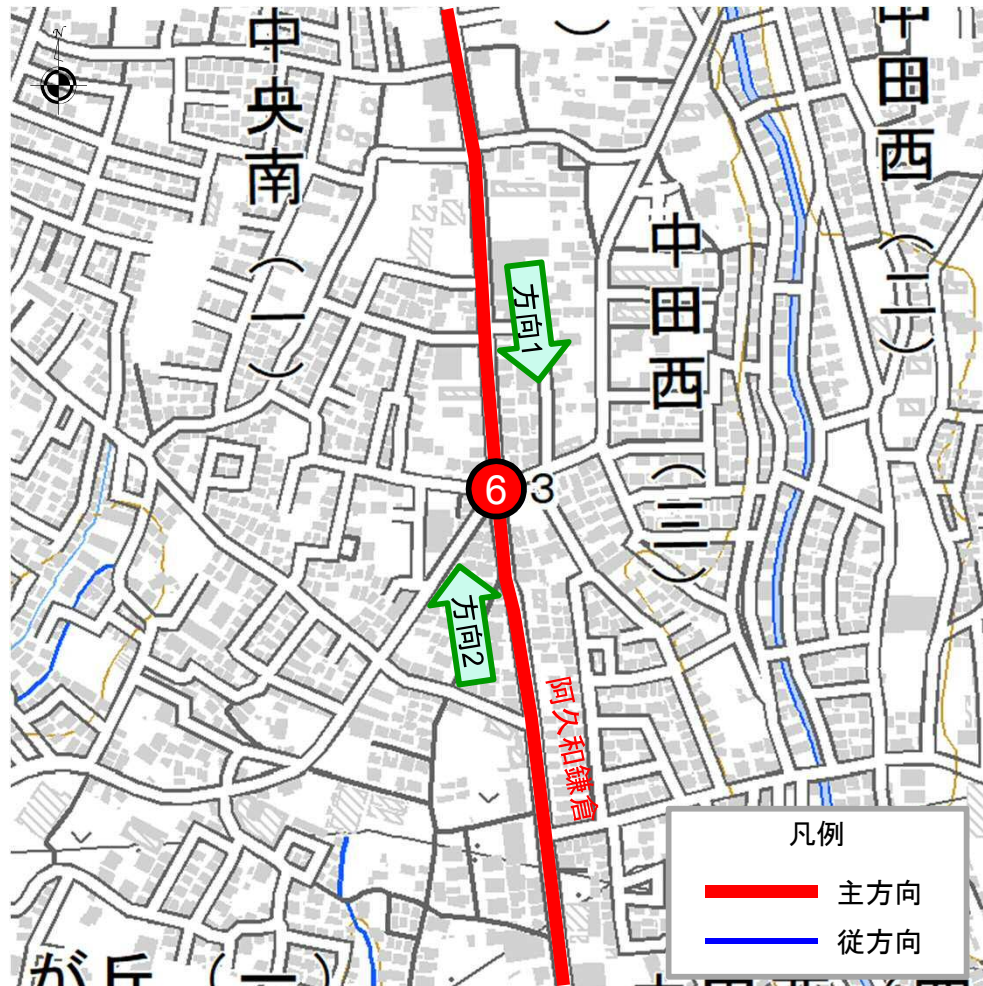 N
中央南(一)
中田西(二)
中田西(三)
方向1
6
3
方向2
阿久和鎌倉
凡例
主方向
従方向
が丘(一)